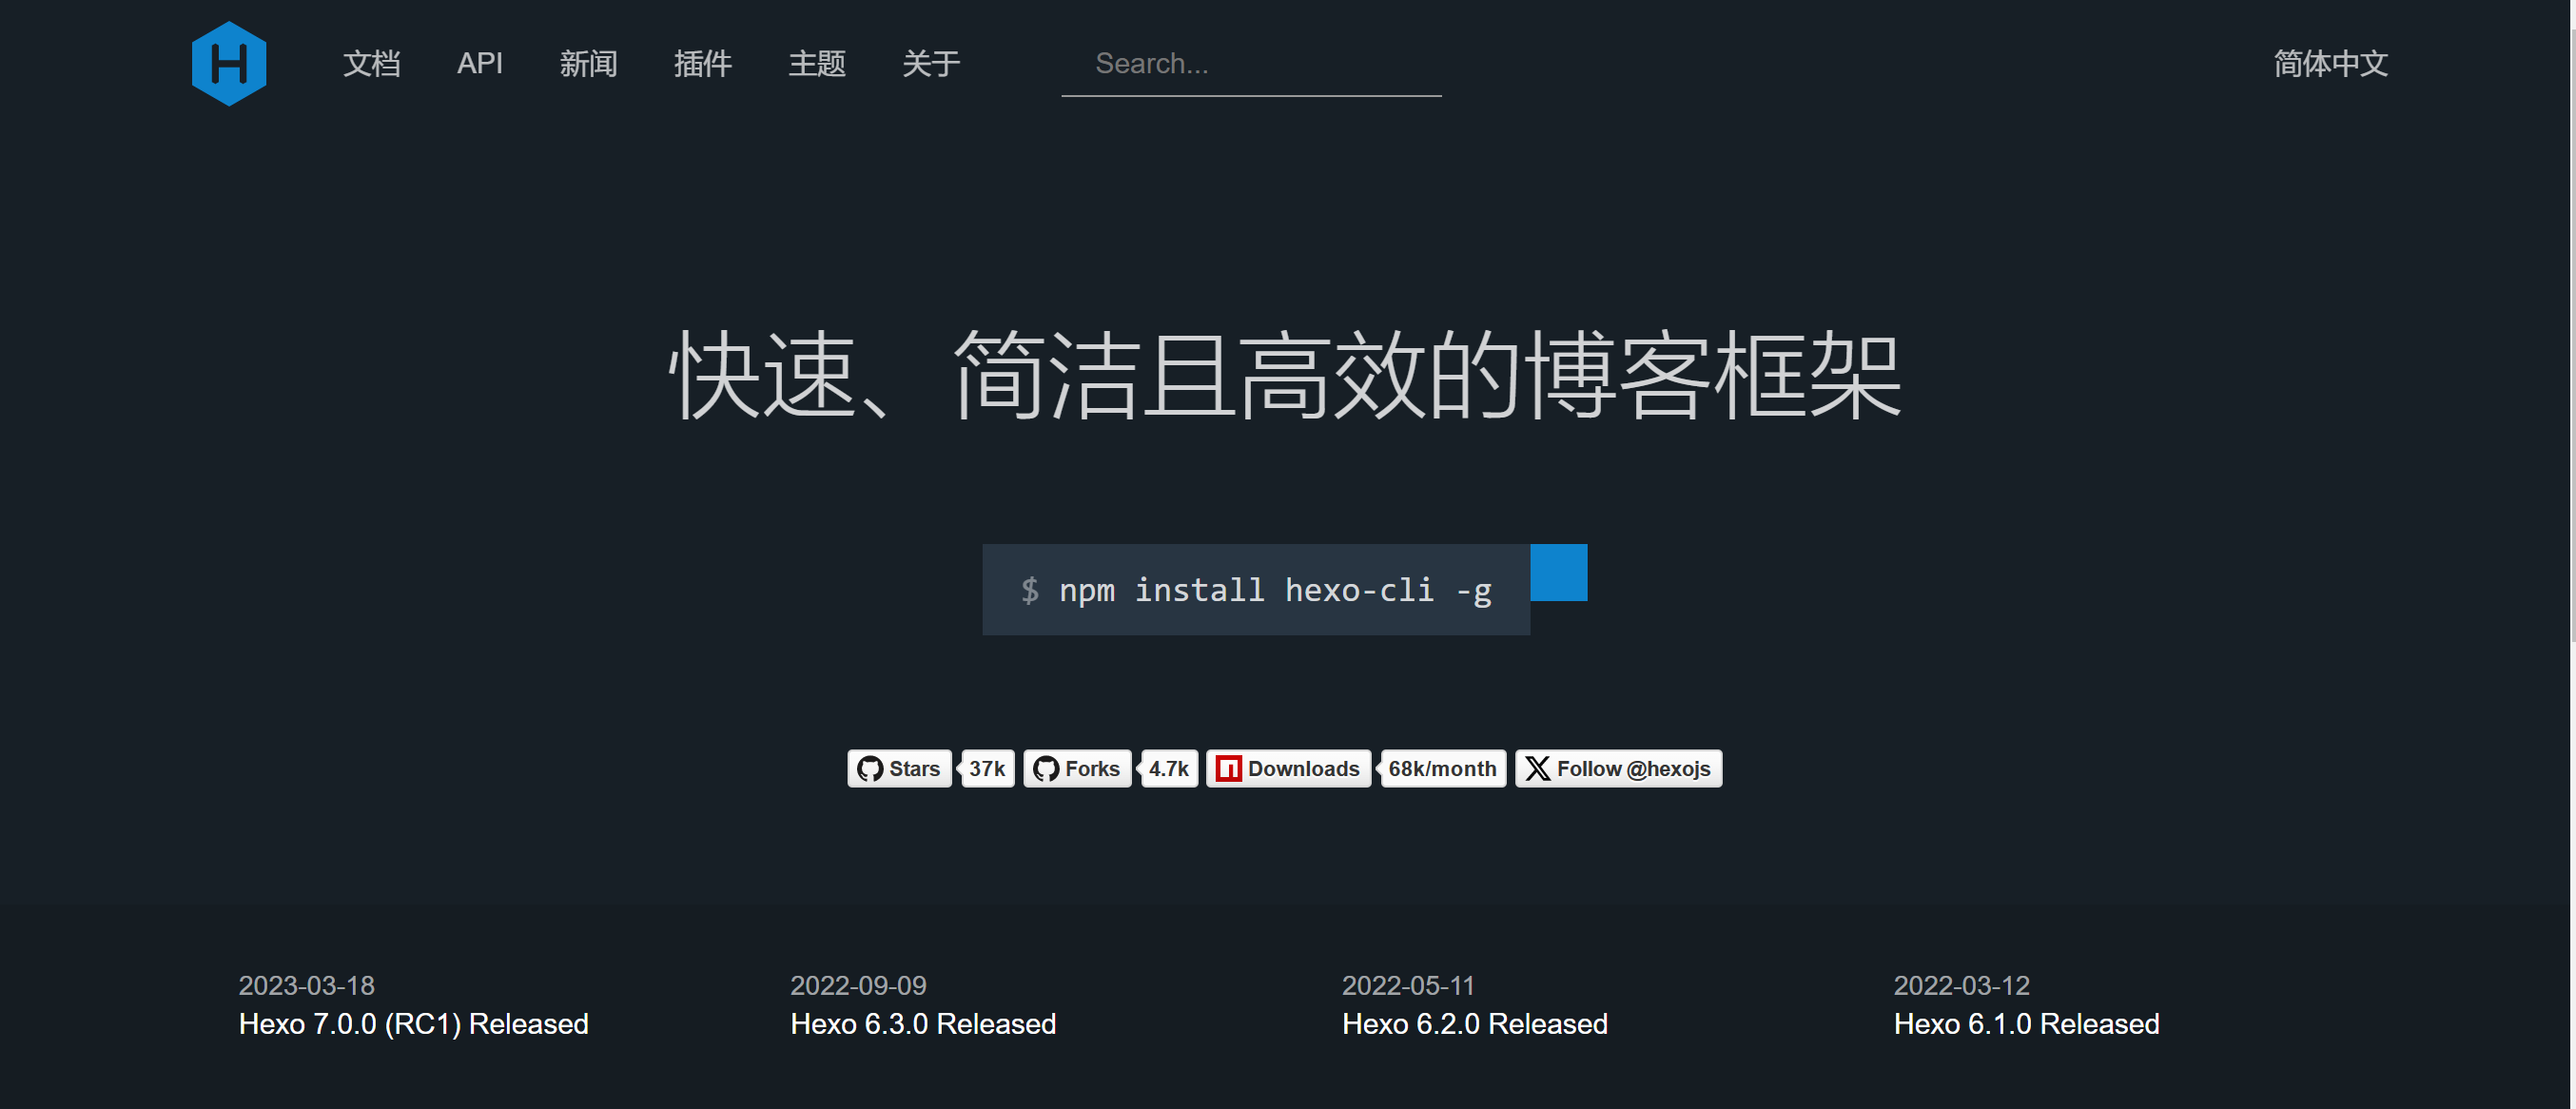 H 文档 API 新闻 插件 主题 关于 Search... 简体中文
快速、简洁且高效的博客框架
$ npm install hexo-cli -g
Stars 37k Forks 4.7k Downloads 68k/month Follow @hexojs
2023-03-18
Hexo 7.0.0 (RC1) Released
2022-09-09
Hexo 6.3.0 Released
2022-05-11
Hexo 6.2.0 Released
2022-03-12
Hexo 6.1.0 Released